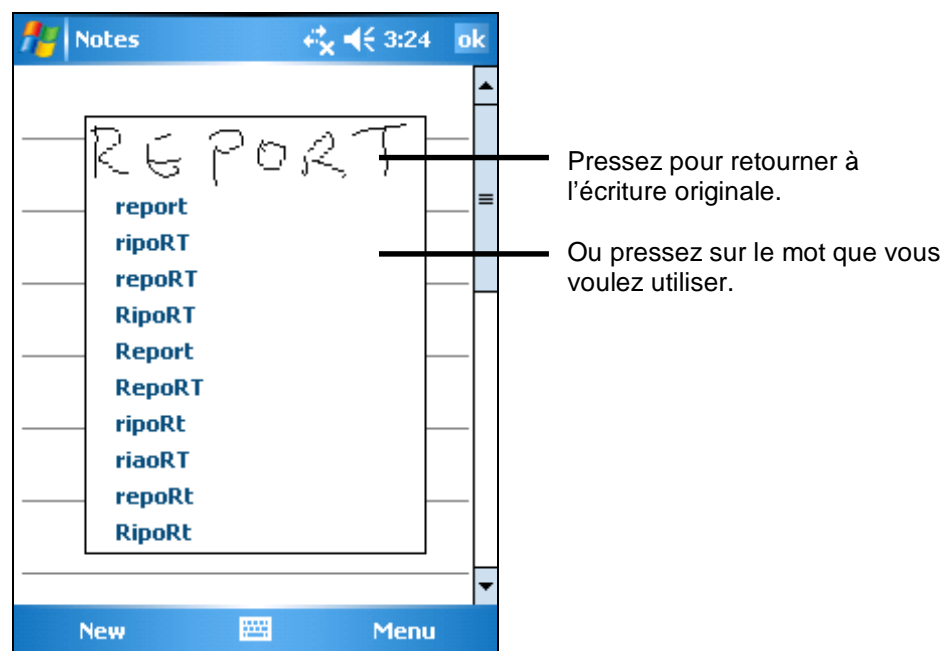 Notes 3:24 ok
REPORT
report
ripoRT
repoRT
RipoRT
Report
RepoRT
ripoRt
riaoRT
repoRt
RipoRt
New Menu
Pressez pour retourner à
l'écriture originale.
Ou pressez sur le mot que vous
voulez utiliser.